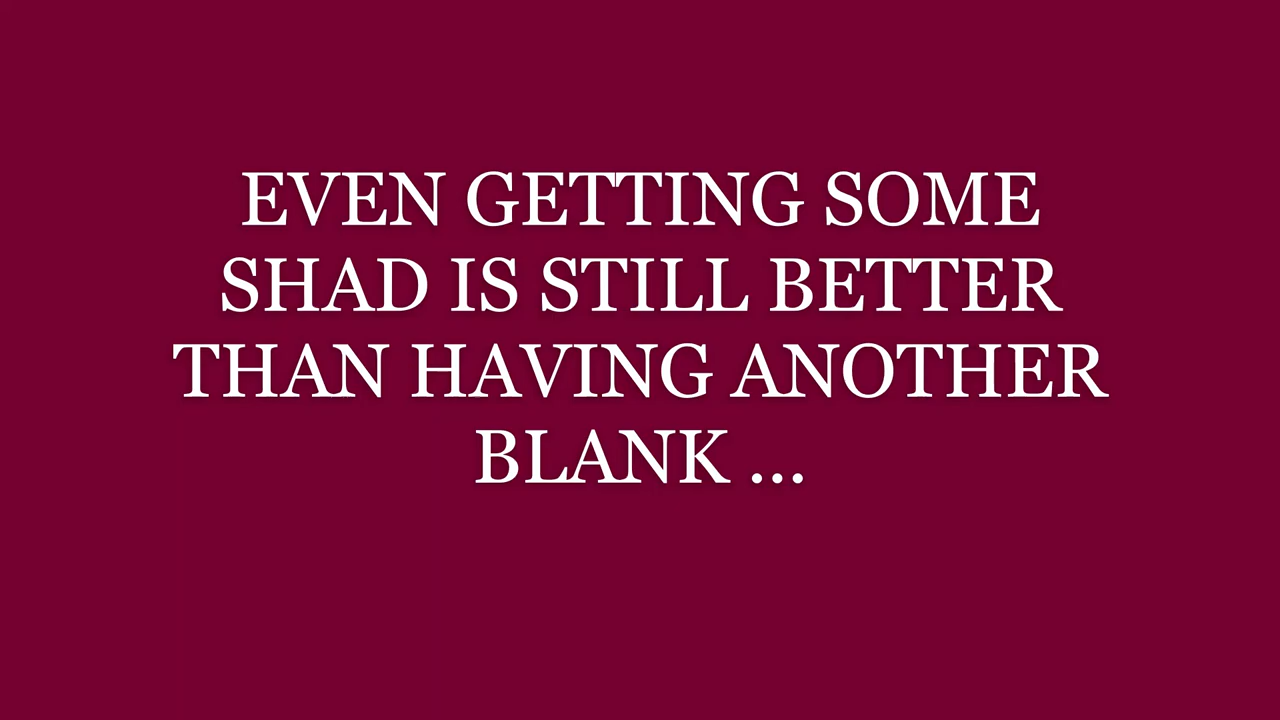 EVEN GETTING SOME
SHAD IS STILL BETTER
THAN HAVING ANOTHER
BLANK ...